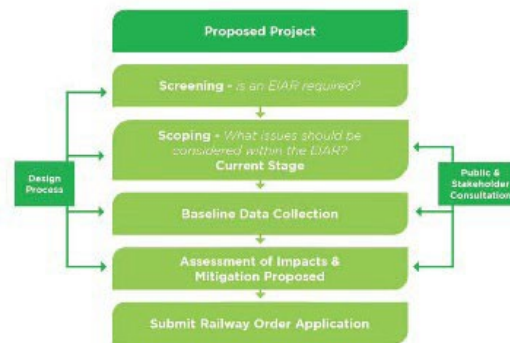 Proposed Project
Screening - is an EIAR required?
Scoping - What issues should be
considered within the EIAR?
Current Stage
Design
Process
Public &
Stakeholder
Consultation
Baseline Data Collection
Assessment of Impacts &
Mitigation Proposed
Submit Railway Order Application